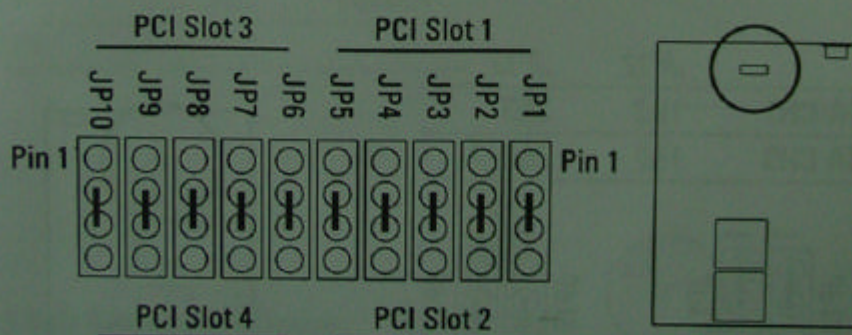 PCI Slot 3 PCI Slot 1
JP10 JP9 JP8 JP7 JP6 JP5 JP4 JP3 JP2 JP1
Pin 1 Pin 1
PCI Slot 4 PCI Slot 2